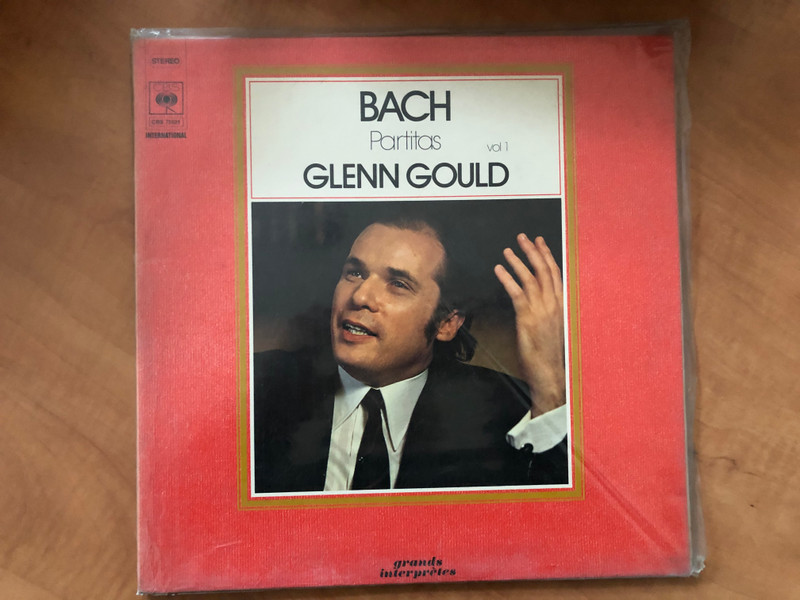 STEREO
CBS
INTERNATIONAL
BACH
Partitas
vol 1
GLENN GOULD
grands
interprètes